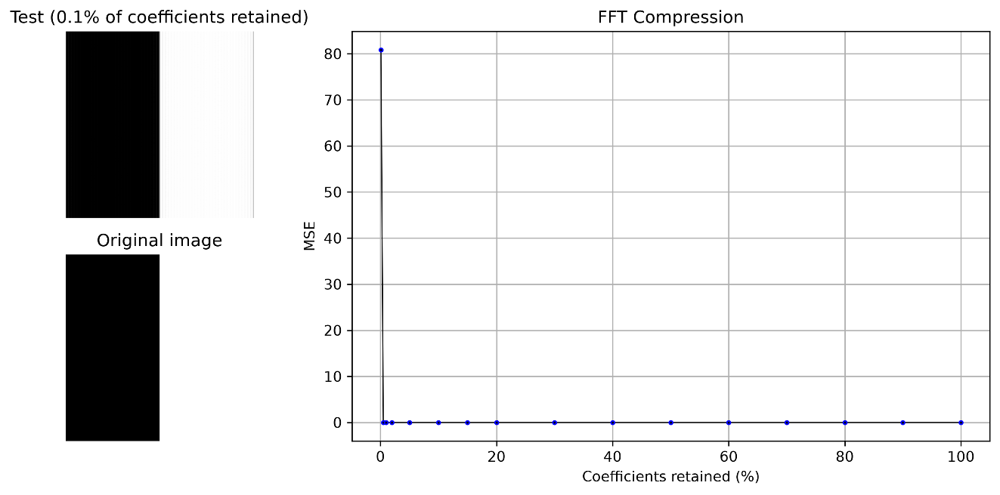 Test (0.1% of coefficients retained)
Original image
FFT Compression
MSE
80
70
60
50
40
30
20
10
0
0 20 40 60 80 100
Coefficients retained (%)